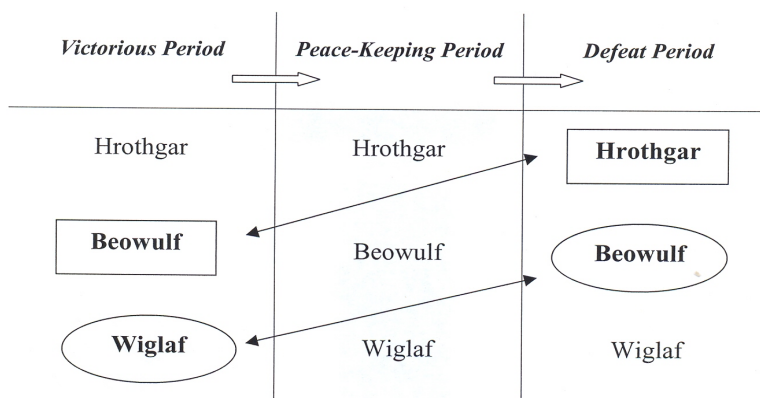 Victorious Period Peace-Keeping Period Defeat Period
Hrothgar Hrothgar Hrothgar
Beowulf Beowulf Beowulf
Wiglaf Wiglaf Wiglaf